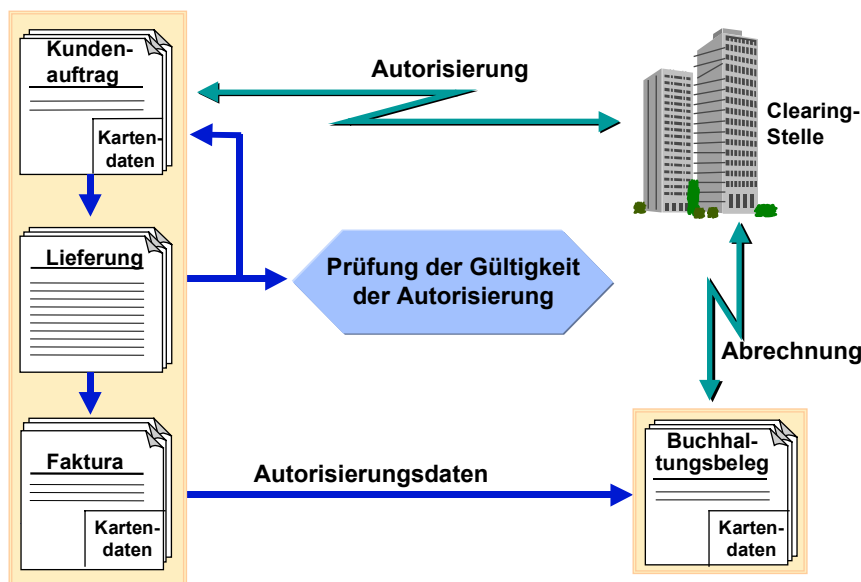 Kunden-
auftrag
Karten-
daten
Autorisierung
Clearing-
Stelle
Lieferung
Prüfung der Gültigkeit
der Autorisierung
Abrechnung
Faktura
Karten-
daten
Autorisierungsdaten
Buchhal-
tungsbeleg
Karten-
daten